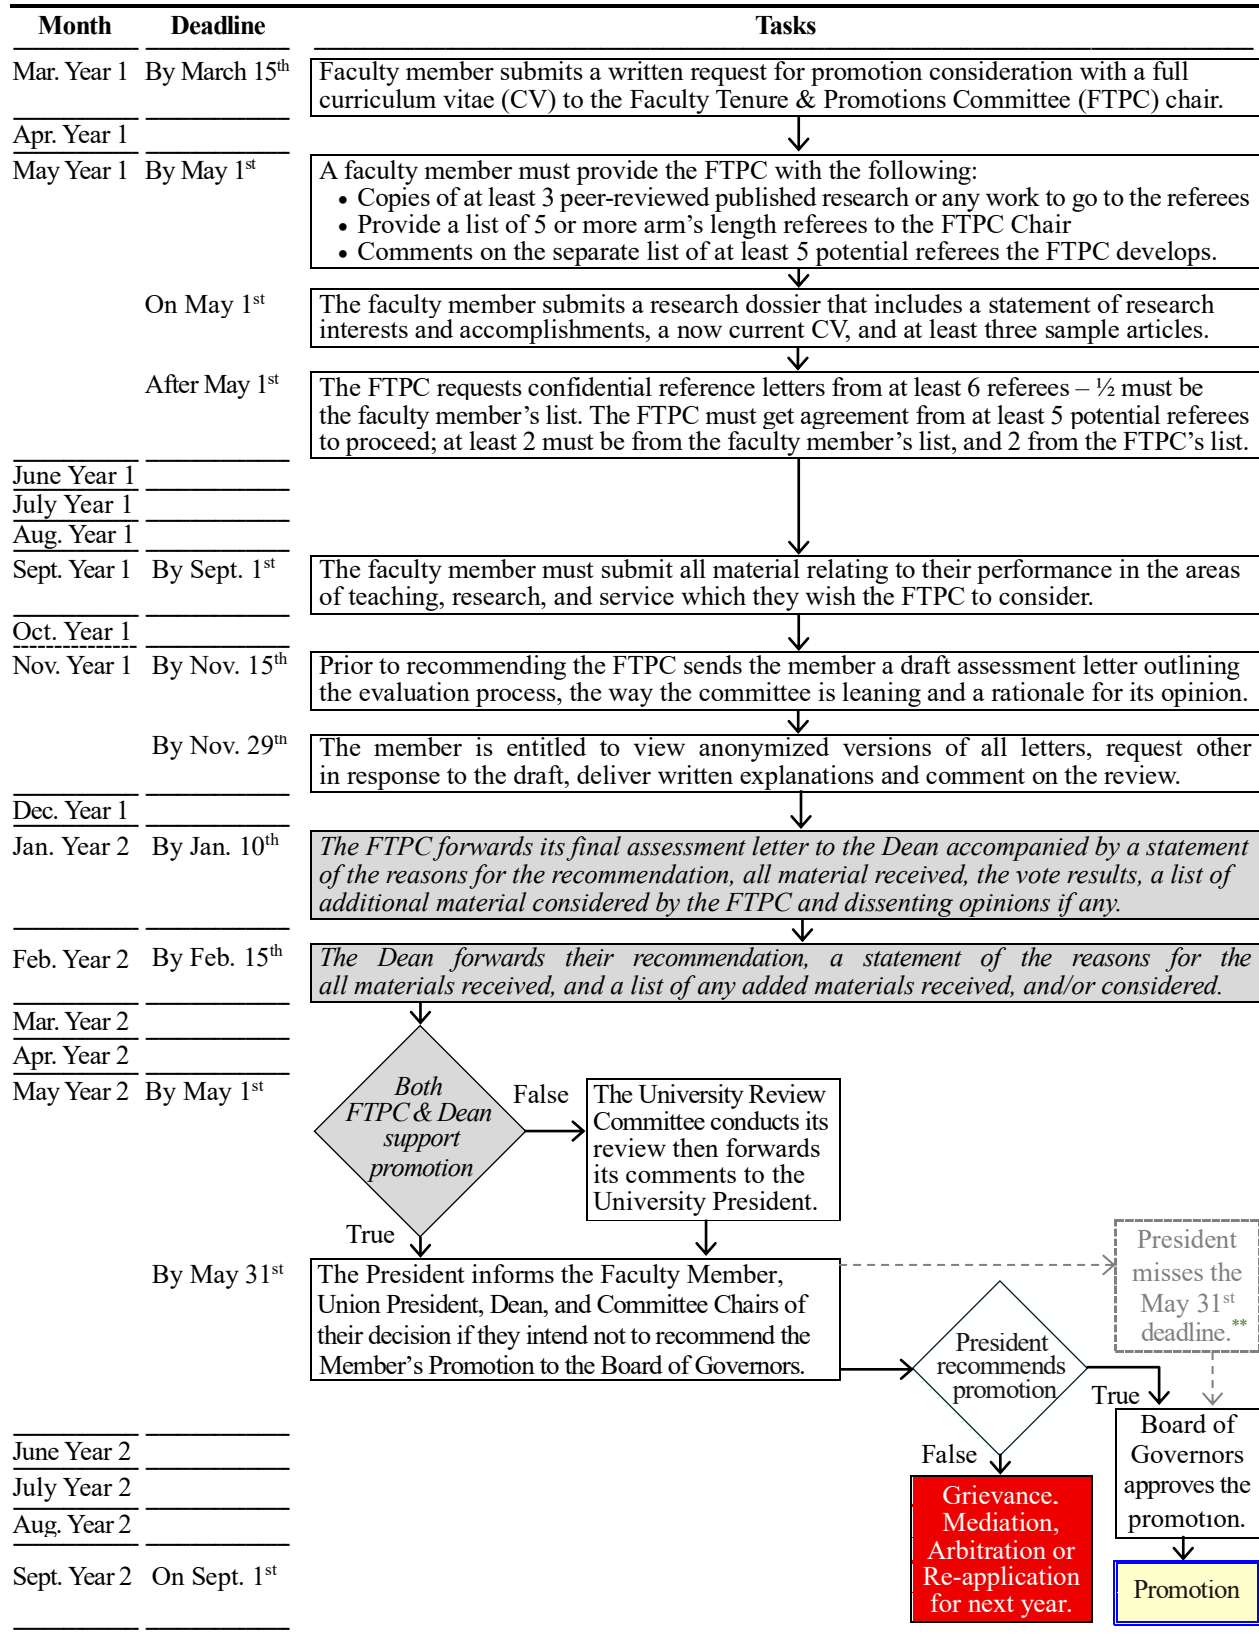 Month Deadline Tasks
Mar. Year 1 By March 15th Faculty member submits a written request for promotion consideration with a full
curriculum vitae (CV) to the Faculty Tenure & Promotions Committee (FTPC) chair.
Apr. Year 1
May Year 1 By May 1st A faculty member must provide the FTPC with the following:
• Copies of at least 3 peer-reviewed published research or any work to go to the referees
• Provide a list of 5 or more arm's length referees to the FTPC Chair
• Comments on the separate list of at least 5 potential referees the FTPC develops.
On May 1st The faculty member submits a research dossier that includes a statement of research
interests and accomplishments, a now current CV, and at least three sample articles.
After May 1st The FTPC requests confidential reference letters from at least 6 referees – ½ must be
the faculty member's list. The FTPC must get agreement from at least 5 potential referees
to proceed; at least 2 must be from the faculty member's list, and 2 from the FTPC's list.
June Year 1
July Year 1
Aug. Year 1
Sept. Year 1 By Sept. 1st The faculty member must submit all material relating to their performance in the areas
of teaching, research, and service which they wish the FTPC to consider.
Oct. Year 1
Nov. Year 1 By Nov. 15th Prior to recommending the FTPC sends the member a draft assessment letter outlining
the evaluation process, the way the committee is leaning and a rationale for its opinion.
By Nov. 29th The member is entitled to view anonymized versions of all letters, request other
in response to the draft, deliver written explanations and comment on the review.
Dec. Year 1
Jan. Year 2 By Jan. 10th The FTPC forwards its final assessment letter to the Dean accompanied by a statement
of the reasons for the recommendation, all material received, the vote results, a list of
additional material considered by the FTPC and dissenting opinions if any.
Feb. Year 2 By Feb. 15th The Dean forwards their recommendation, a statement of the reasons for the
all materials received, and a list of any added materials received, and/or considered.
Mar. Year 2
Apr. Year 2
May Year 2 By May 1st
Both
FTPC & Dean
support
promotion
False
The University Review
Committee conducts its
review then forwards
its comments to the
University President.
True
By May 31st The President informs the Faculty Member,
Union President, Dean, and Committee Chairs of
their decision if they intend not to recommend the
Member's Promotion to the Board of Governors.
President
misses the
May 31st
deadline.**
President
recommends
promotion
True
Board of
Governors
approves the
promotion.
False
Grievance,
Mediation,
Arbitration or
Re-application
for next year.
June Year 2
July Year 2
Aug. Year 2
Sept. Year 2 On Sept. 1st
Promotion